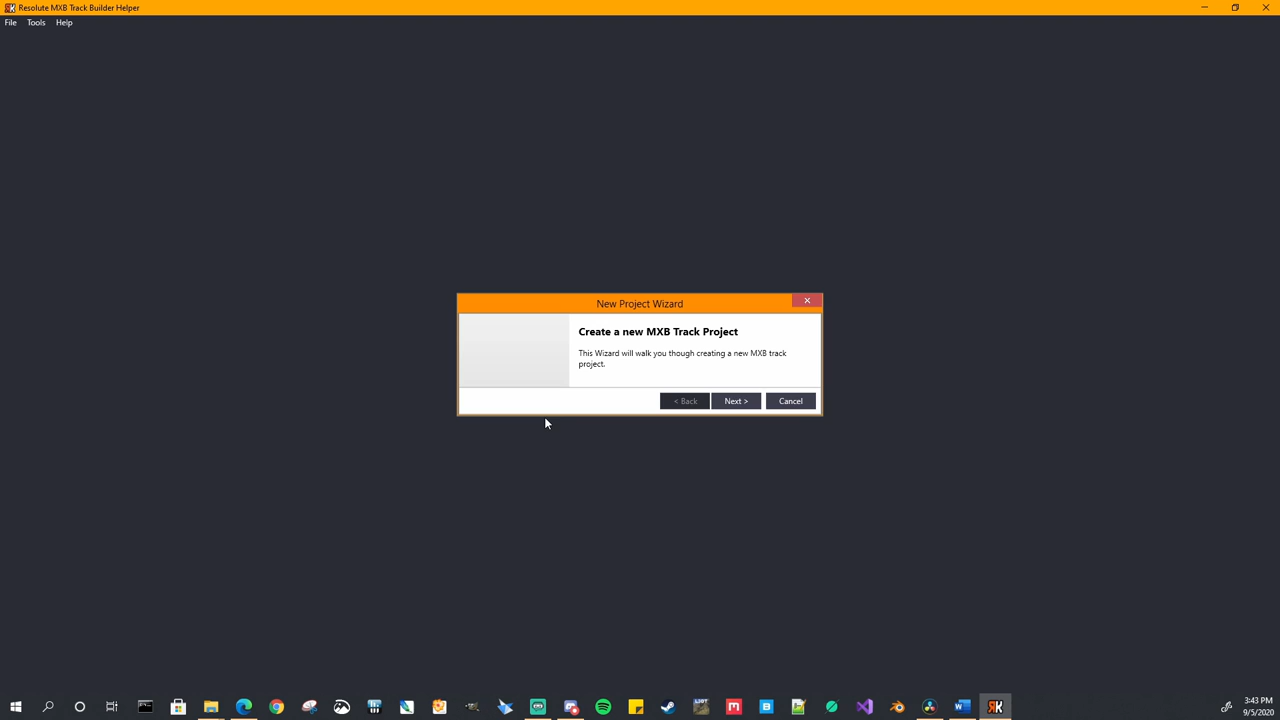 Resolute MXB Track Builder Helper
File Tools Help
New Project Wizard
Create a new MXB Track Project
This Wizard will walk you though creating a new MXB track
project.
< Back Next > Cancel
3:43 PM
9/5/2020